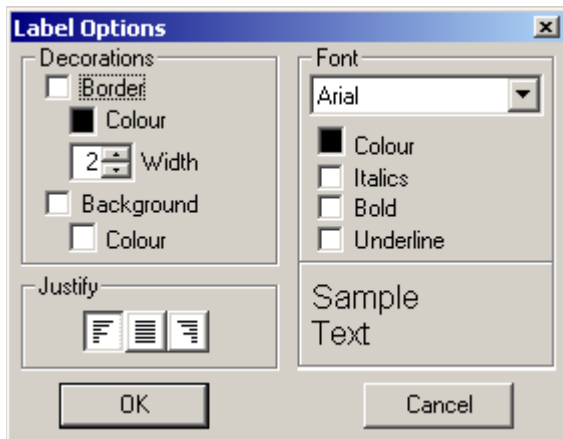 Label Options
Decorations
Border
Colour
2 Width
Background
Colour
Justify
Font
Arial
Colour
Italics
Bold
Underline
Sample
Text
OK
Cancel